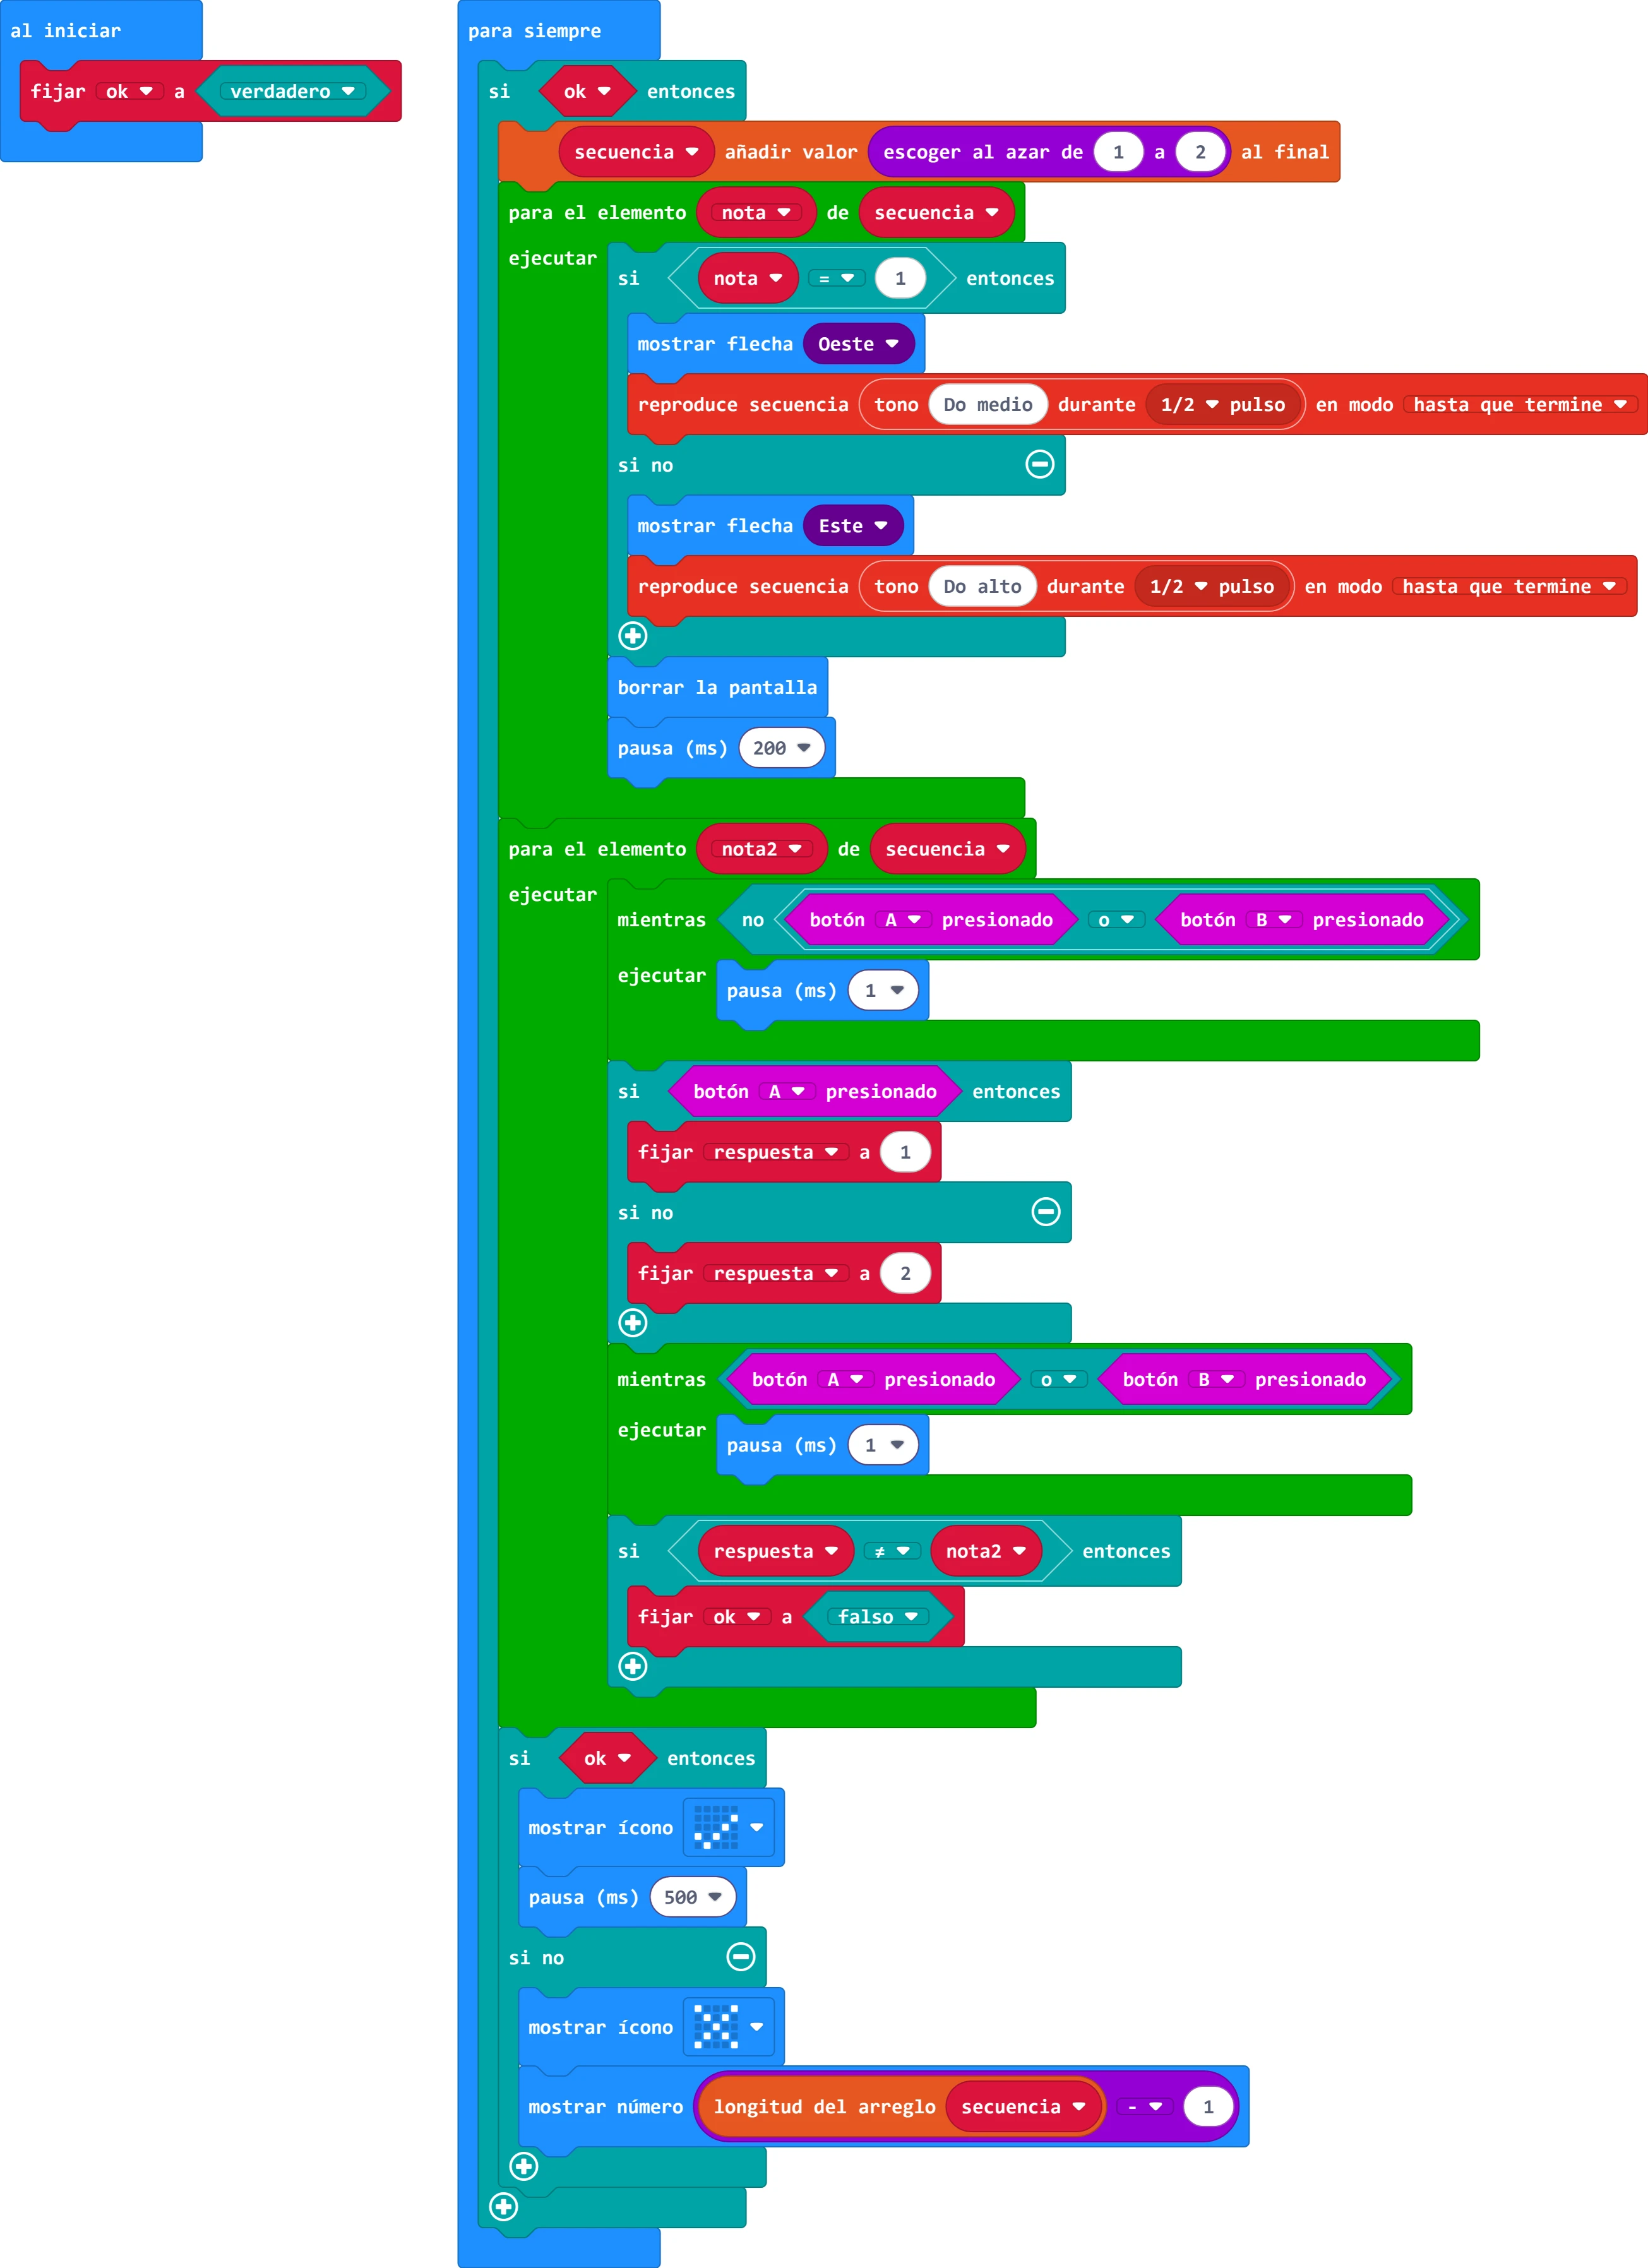 al iniciar
fijar ok a verdadero
para siempre
si ok entonces
secuencia añadir valor escoger al azar de 1 a 2 al final
para el elemento nota de secuencia
ejecutar
si nota = 1 entonces
mostrar flecha Oeste
reproduce secuencia tono Do medio durante 1/2 pulso en modo hasta que termine
si no
mostrar flecha Este
reproduce secuencia tono Do alto durante 1/2 pulso en modo hasta que termine
borrar la pantalla
pausa (ms) 200
para el elemento nota2 de secuencia
ejecutar
mientras no botón A presionado o botón B presionado
ejecutar
pausa (ms) 1
si botón A presionado entonces
fijar respuesta a 1
si no
fijar respuesta a 2
mientras botón A presionado o botón B presionado
ejecutar
pausa (ms) 1
si respuesta ≠ nota2 entonces
fijar ok a falso
si ok entonces
mostrar ícono
pausa (ms) 500
si no
mostrar ícono
mostrar número longitud del arreglo secuencia - 1